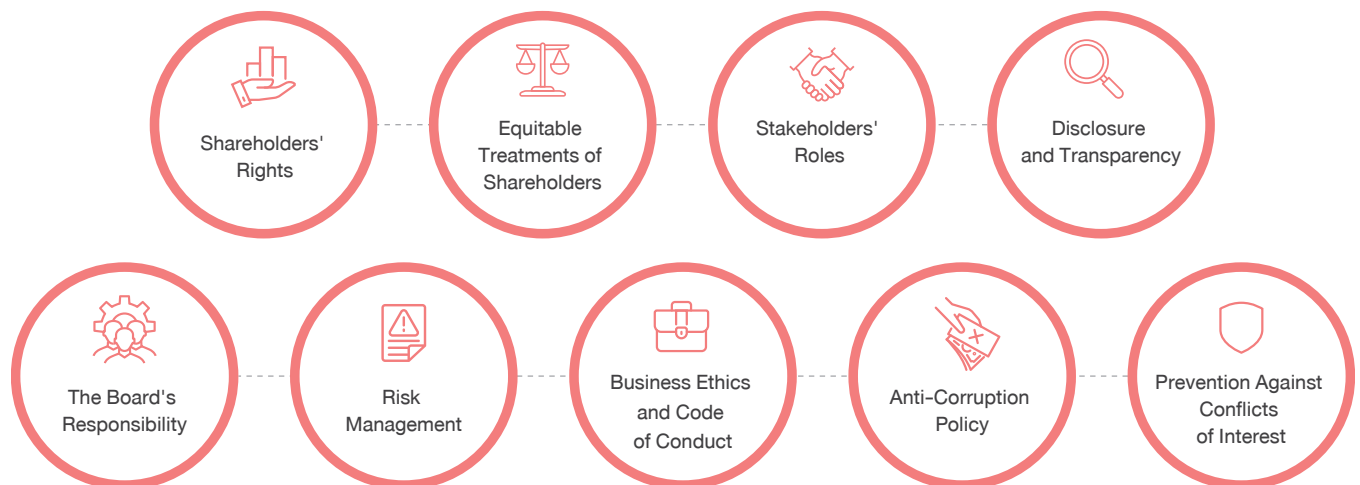 Shareholders'
Rights
Equitable
Treatments of
Shareholders
Stakeholders'
Roles
Disclosure
and Transparency
The Board's
Responsibility
Risk
Management
Business Ethics
and Code
of Conduct
Anti-Corruption
Policy
Prevention Against
Conflicts
of Interest